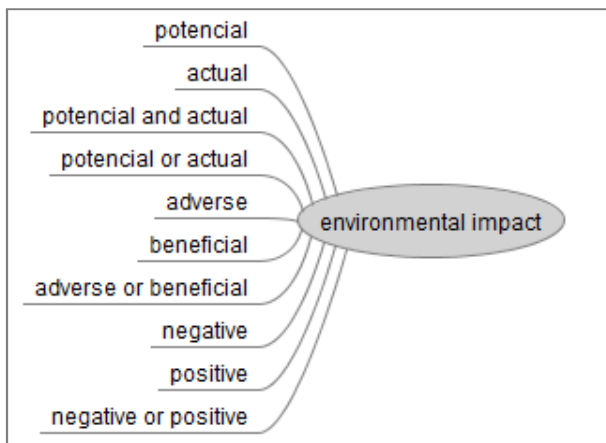 potencial
actual
potencial and actual
potencial or actual
adverse
environmental impact
beneficial
adverse or beneficial
negative
positive
negative or positive